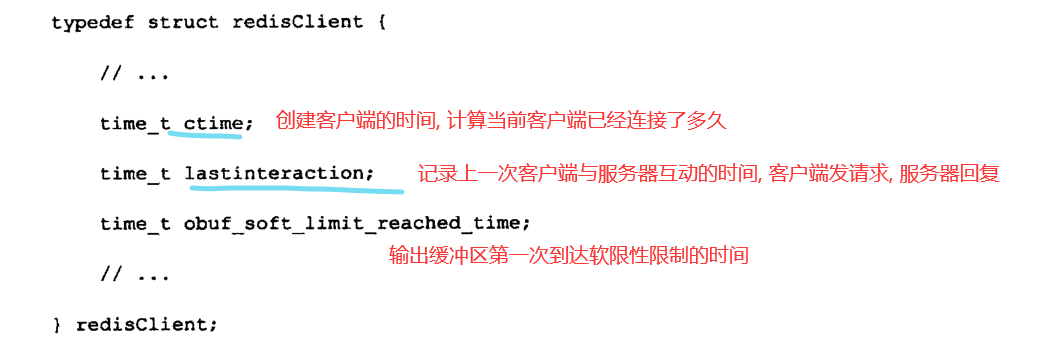 typedef struct redisClient {
// ...
time_t ctime; 创建客户端的时间, 计算当前客户端已经连接了多久
time_t lastinteraction; 记录上一次客户端与服务器互动的时间, 客户端发请求, 服务器回复
time_t obuf_soft_limit_reached_time;
输出缓冲区第一次到达软限性限制的时间
// ...
} redisClient;